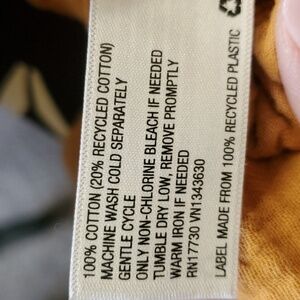 100% COTTON (20% RECYCLED COTTON)
MACHINE WASH COLD SEPARATELY
GENTLE CYCLE
ONLY NON-CHLORINE BLEACH IF NEEDED
TUMBLE DRY LOW, REMOVE PROMPTLY
WARM IRON IF NEEDED
RN17730 VN1343630
LABEL MADE FROM 100% RECYCLED PLASTIC